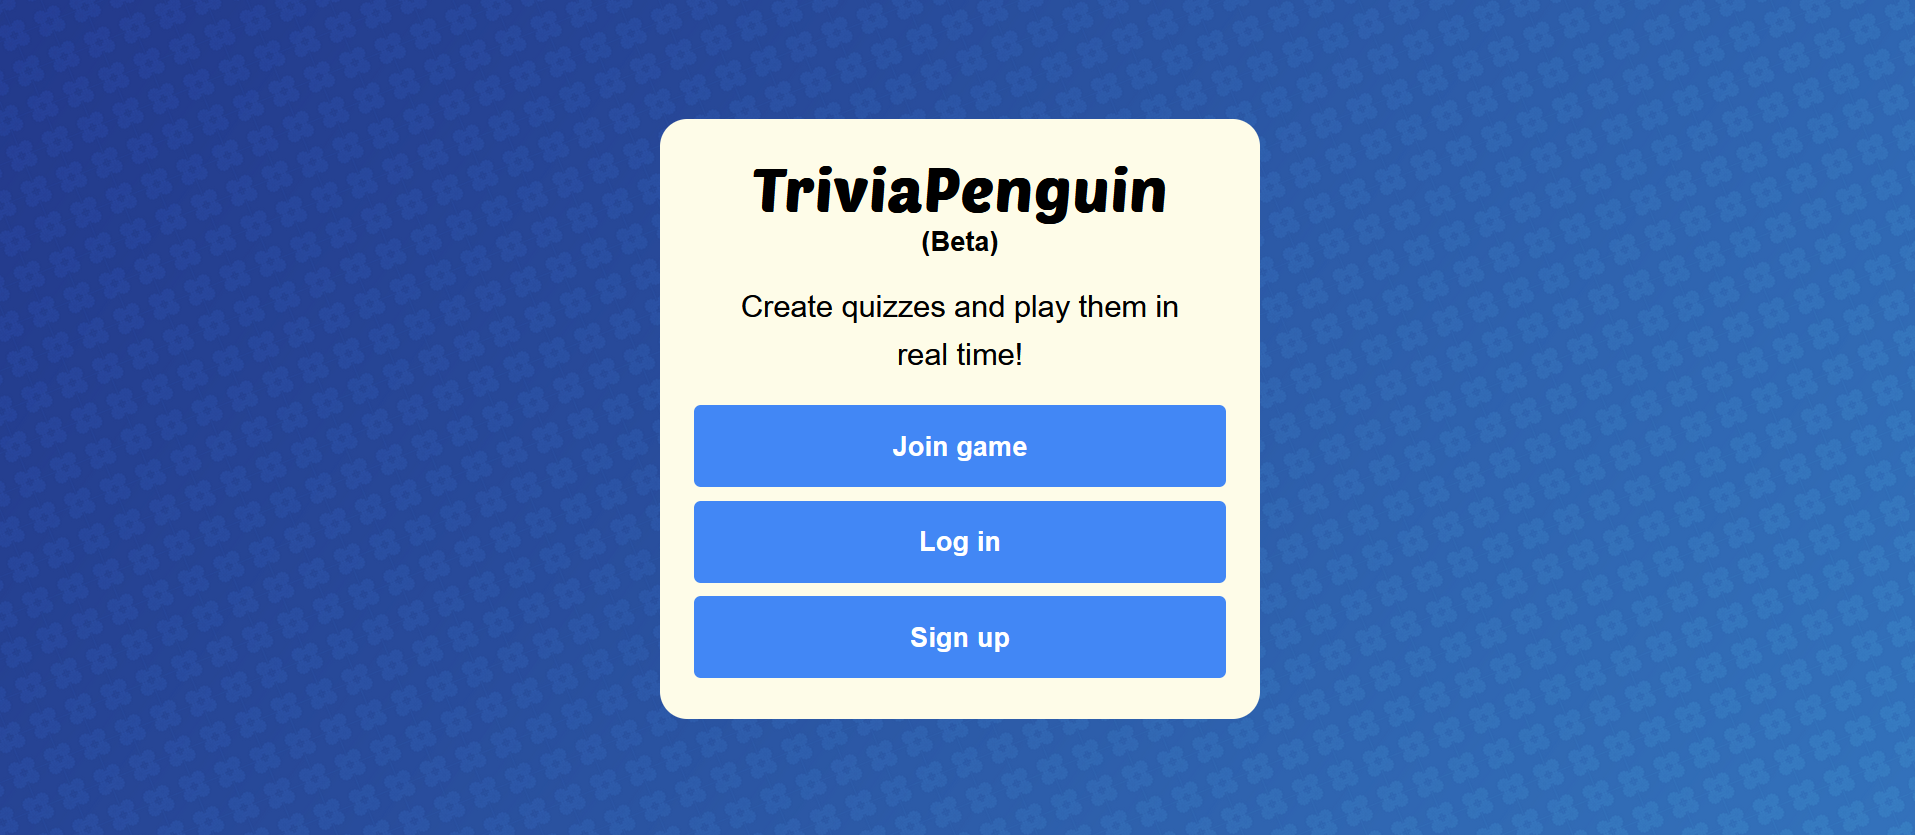 TriviaPenguin
(Beta)
Create quizzes and play them in
real time!
Join game
Log in
Sign up